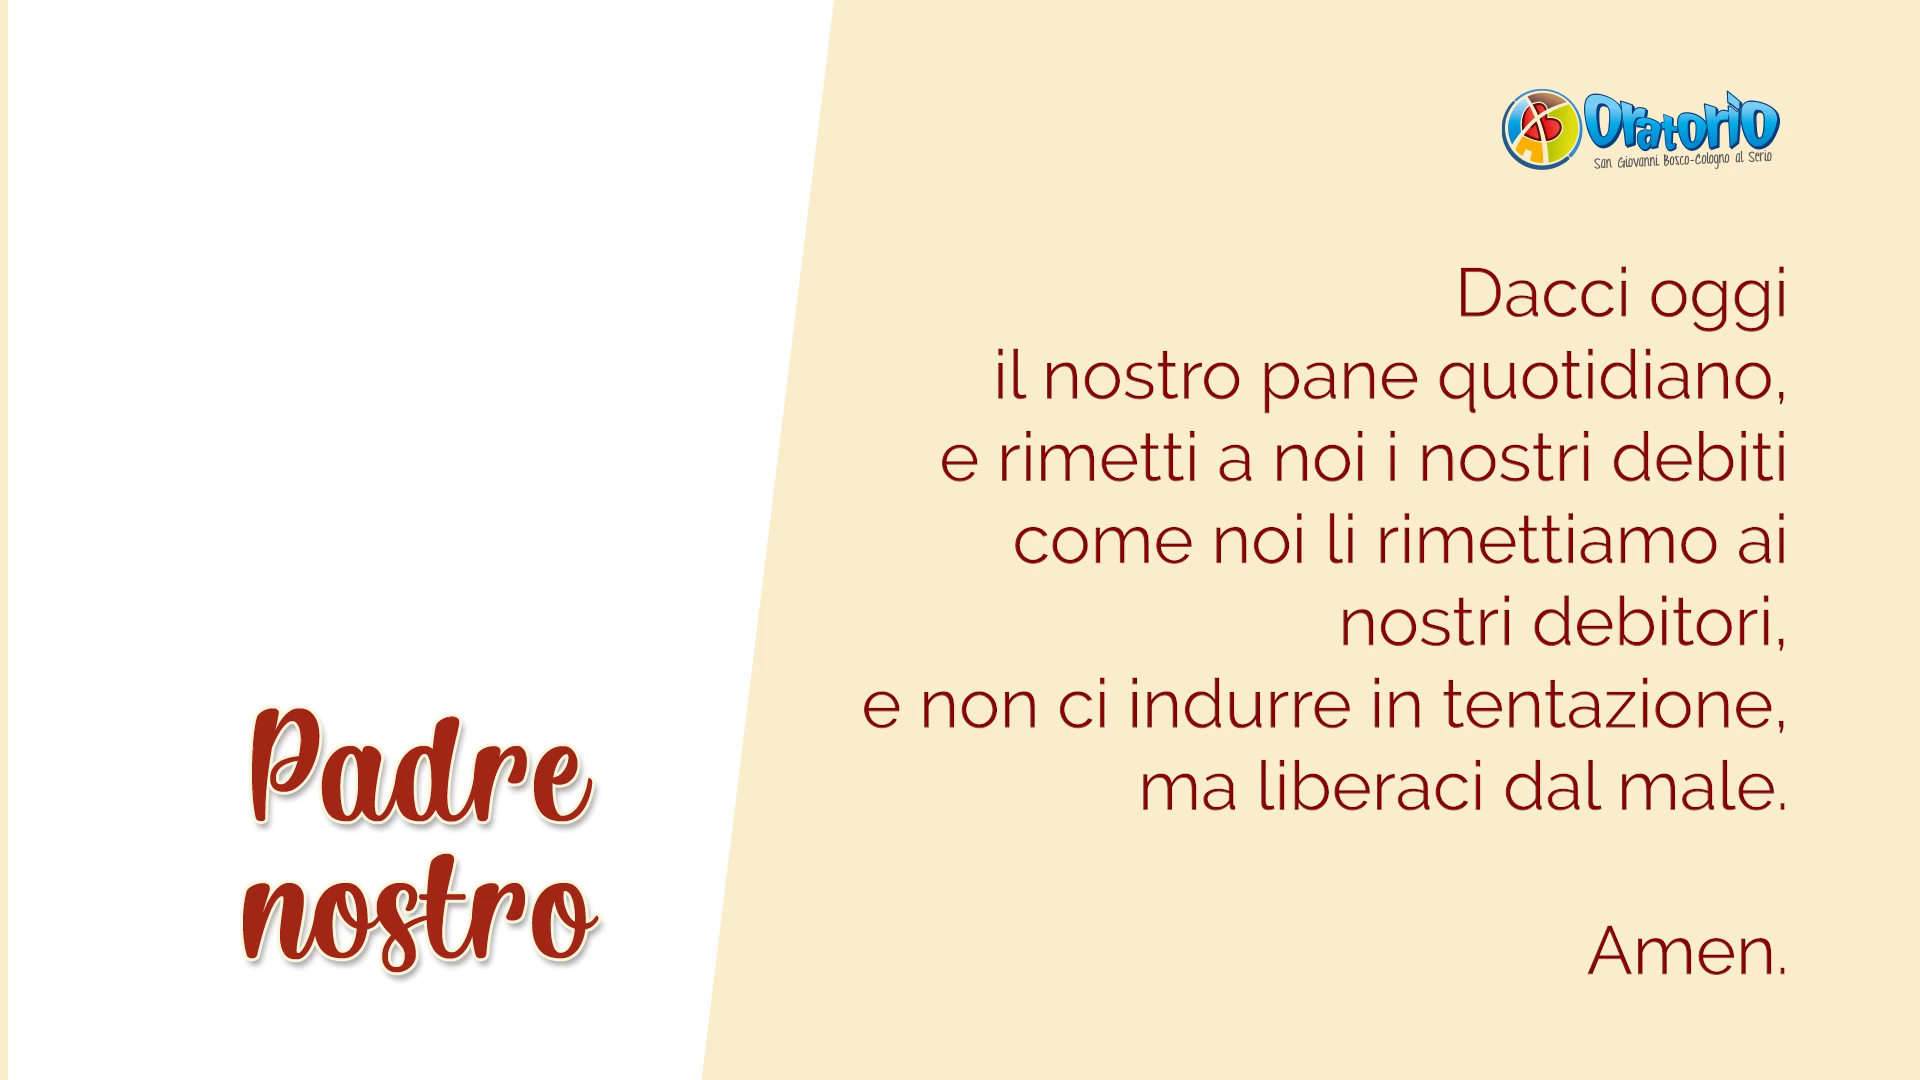 Oratorio
San Giovanni Bosco-Cologno al Serio
Dacci oggi
il nostro pane quotidiano,
e rimetti a noi i nostri debiti
come noi li rimettiamo ai
nostri debitori,
e non ci indurre in tentazione,
ma liberaci dal male.
Amen.
Padre
nostro